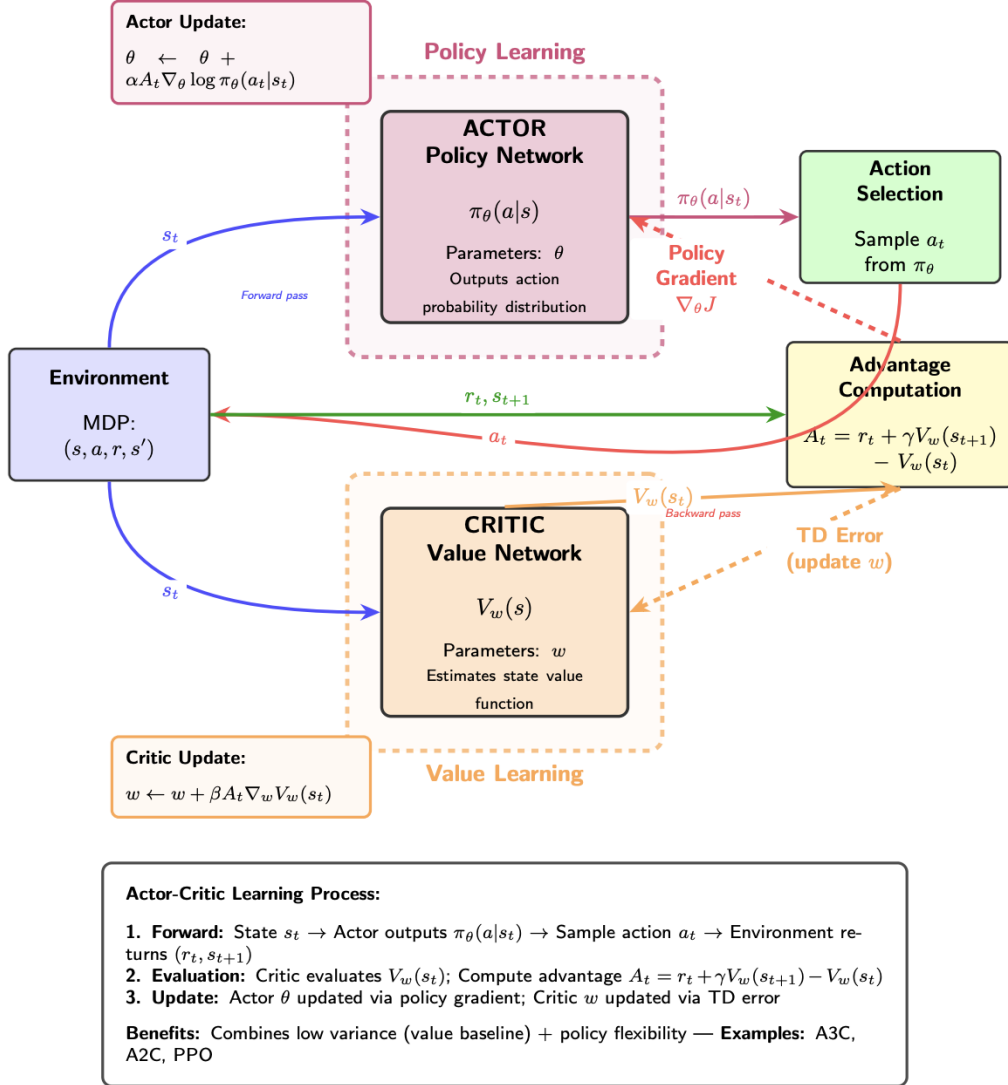 Actor Update:
θ ← θ +
αA_t∇_θ log π_θ(a_t|s_t)
Policy Learning
ACTOR
Policy Network
π_θ(a|s)
Parameters: θ
Outputs action
probability distribution
π_θ(a|s_t)
Action
Selection
Sample a_t
from π_θ
s_t
Forward pass
Policy
Gradient
∇_θJ
Environment
MDP:
(s, a, r, s′)
r_t, s_{t+1}
a_t
Advantage
Computation
A_t = r_t + γV_w(s_{t+1})
− V_w(s_t)
V_w(s_t)
Backward pass
CRITIC
Value Network
V_w(s)
Parameters: w
Estimates state value
function
TD Error
(update w)
s_t
Value Learning
Critic Update:
w ← w + βA_t∇_wV_w(s_t)
Actor-Critic Learning Process:
1. Forward: State s_t → Actor outputs π_θ(a|s_t) → Sample action a_t → Environment re-
turns (r_t, s_{t+1})
2. Evaluation: Critic evaluates V_w(s_t); Compute advantage A_t = r_t + γV_w(s_{t+1}) − V_w(s_t)
3. Update: Actor θ updated via policy gradient; Critic w updated via TD error
Benefits: Combines low variance (value baseline) + policy flexibility — Examples: A3C,
A2C, PPO